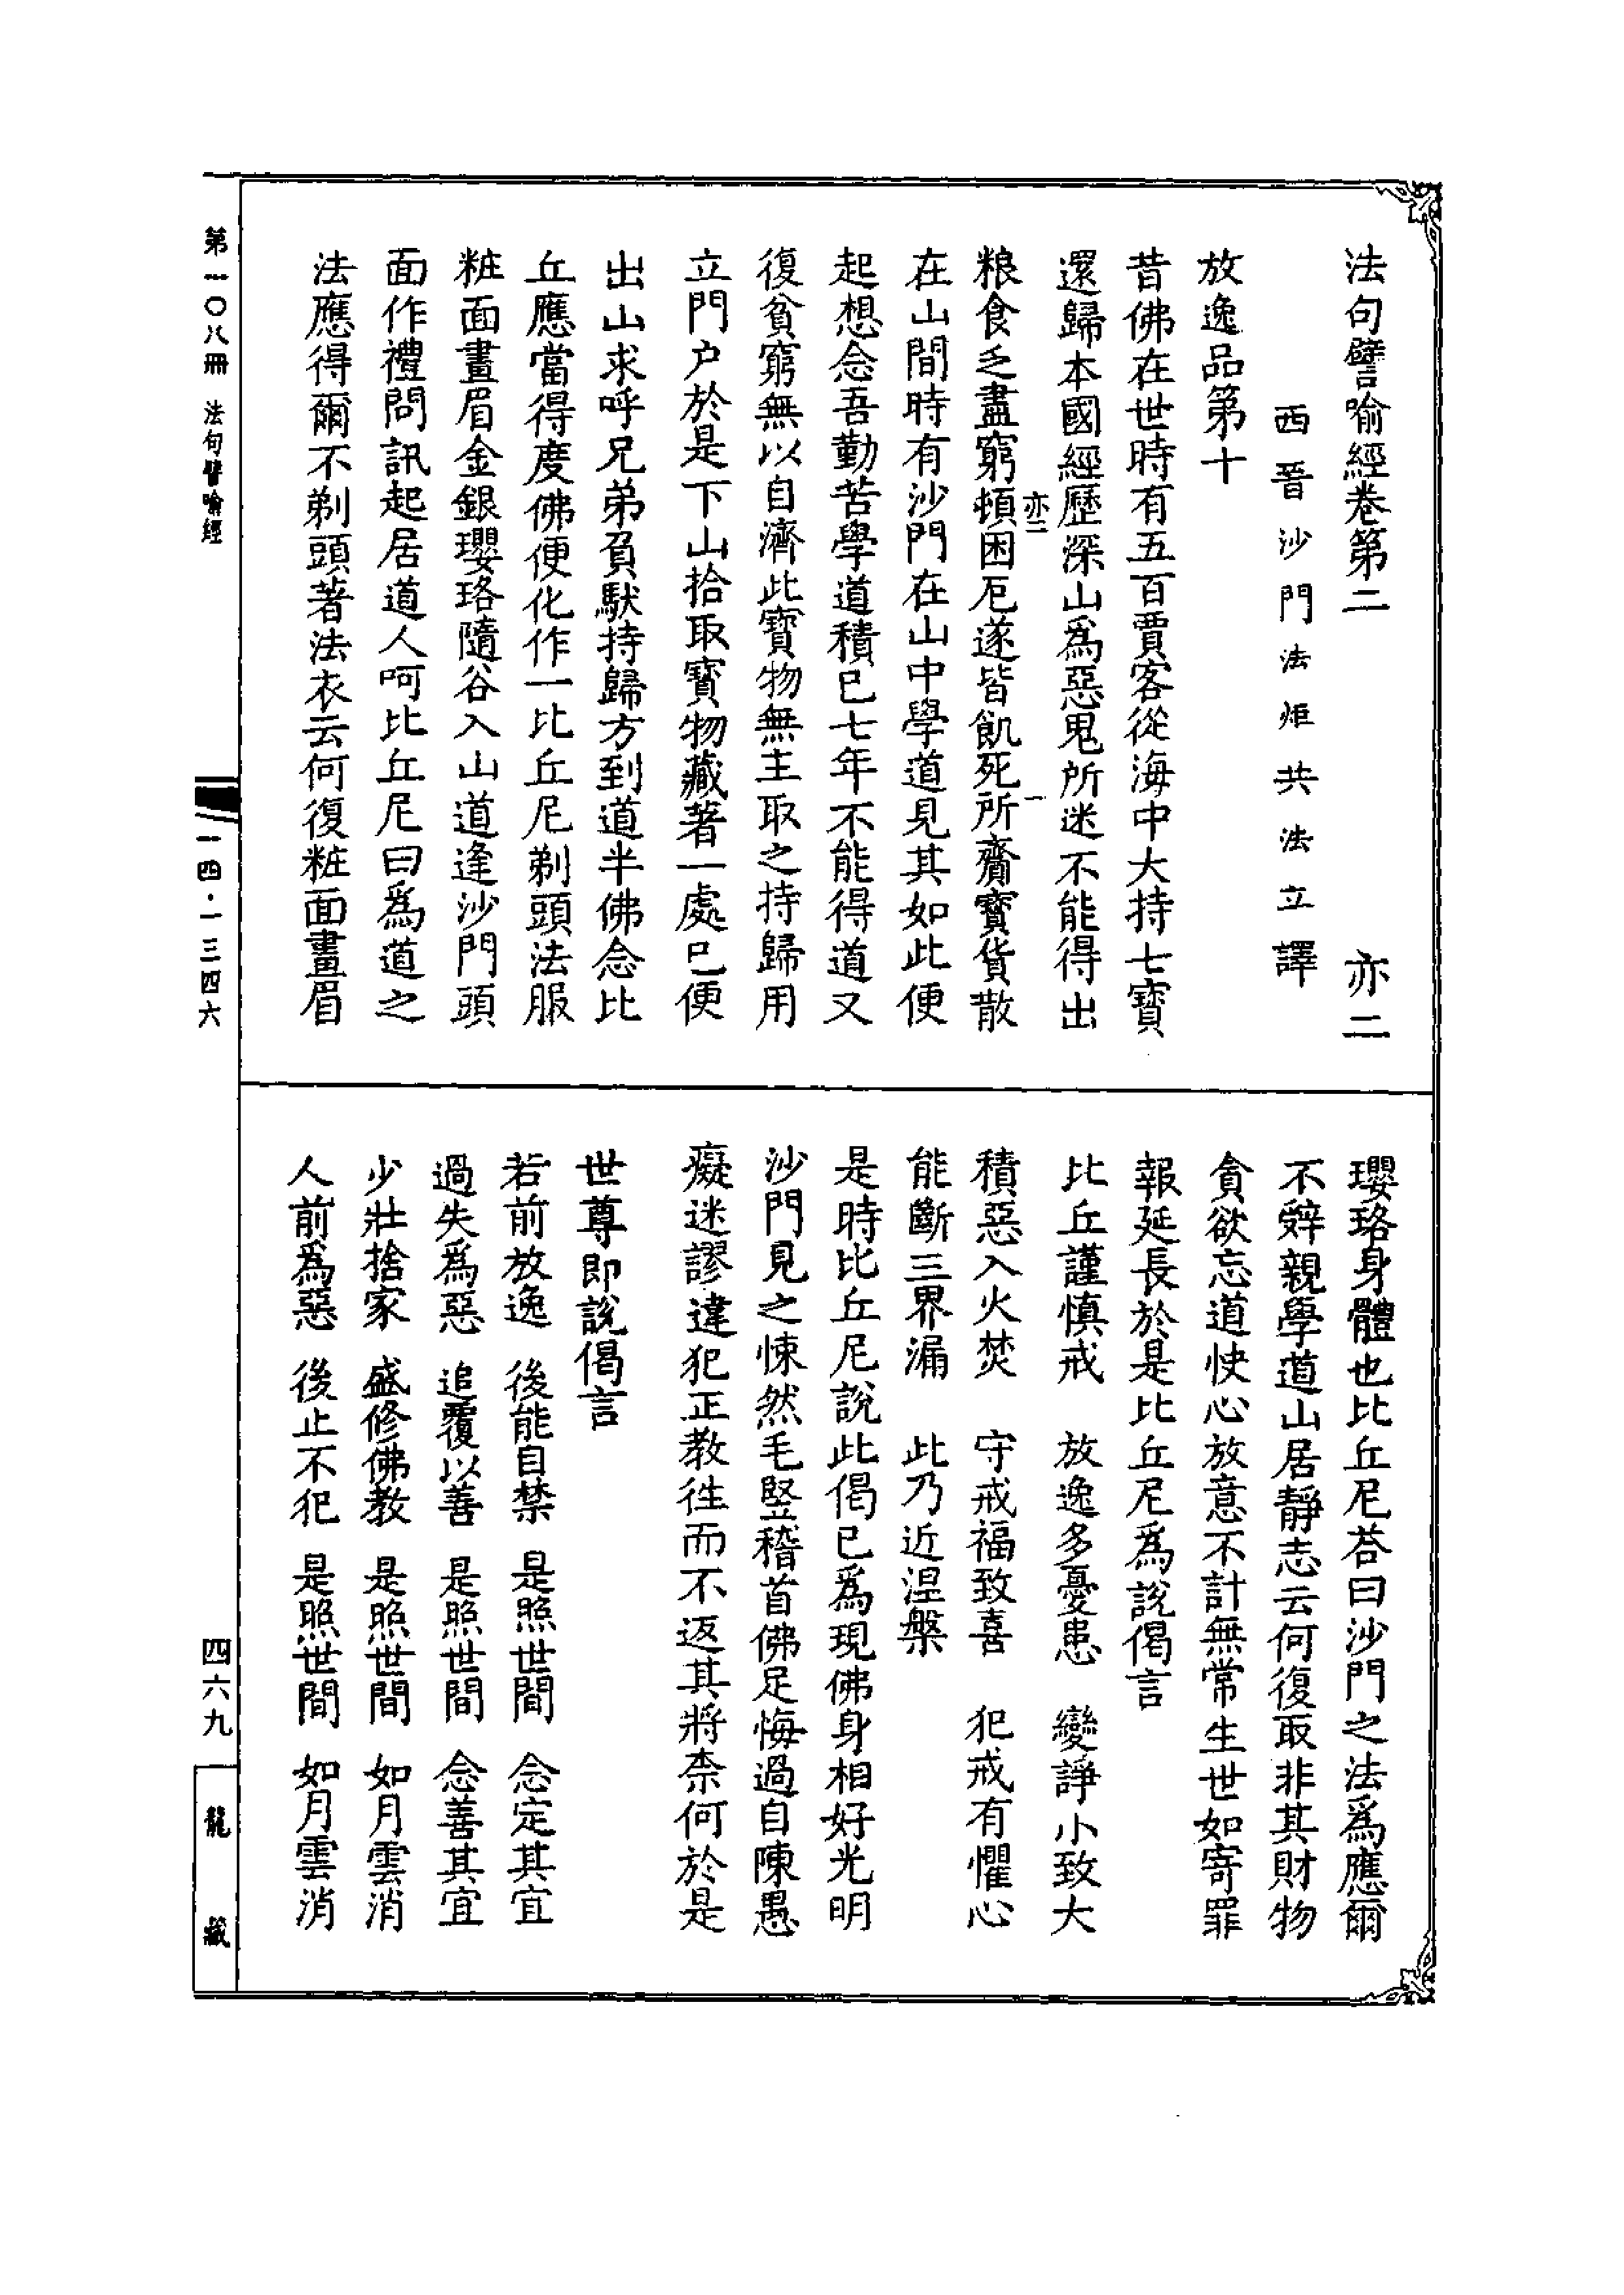 法句譬喻經卷第二　亦二
西晉沙門法炬共法立譯
放逸品第十
昔佛在世時有五百賈客從海中大持七寶
還歸本國經歷深山為惡鬼所迷不能得出
亦二　一
粮食乏盡窮頓困厄遂皆飢死所齎寶貨散
在山間時有沙門在山中學道見其如此便
起想念吾勤苦學道積已七年不能得道又
復貧窮無以自濟此寶物無主取之持歸用
立門户於是下山拾取寶物藏著一處已便
出山求呼兄弟負馱持歸方到道半佛念比
丘應當得度佛便化作一比丘尼剃頭法服
粧面畫眉金銀瓔珞隨谷入山道逢沙門頭
面作禮問訊起居道人呵比丘尼曰為道之
法應得爾不剃頭著法衣云何復粧面畫眉
瓔珞身體也比丘尼荅曰沙門之法為應爾
不辤親學道山居靜志云何復取非其財物
貪欲忘道快心放意不計無常生世如寄罪
報延長於是比丘尼為說偈言
比丘謹慎戒　放逸多憂患　變諍小致大
積惡入火焚　守戒福致喜　犯戒有懼心
能斷三界漏　此乃近涅槃
是時比丘尼說此偈已為現佛身相好光明
沙門見之悚然毛竪稽首佛足悔過自陳愚
癡迷謬違犯正教往而不返其將柰何於是
世尊即說偈言
若前放逸　後能自禁　是照世間　念定其宜
過失為惡　追覆以善　是照世間　念善其宜
少壯捨家　盛修佛教　是照世間　如月雲消
人前為惡　後止不犯　是照世間　如月雲消
第一〇八冊　法句譬喻經
一四·一三四六
四六九
龍藏